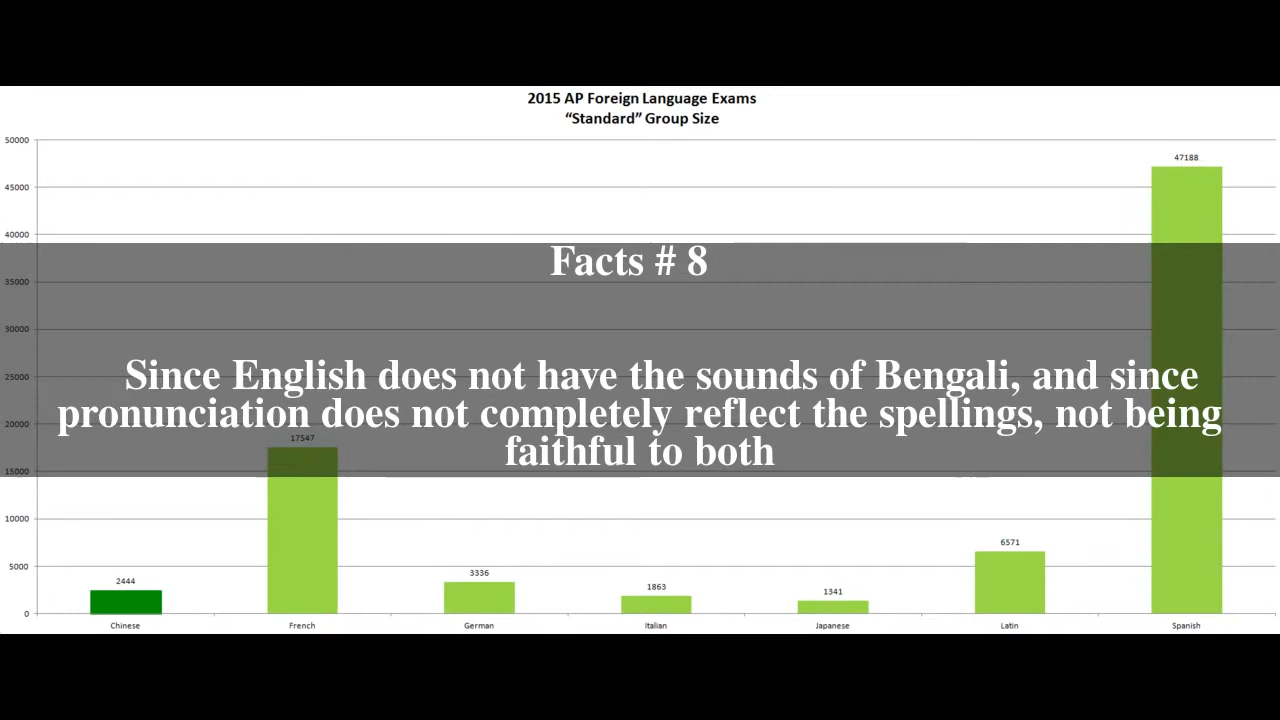 2015 AP Foreign Language Exams
“Standard” Group Size
50000
47188
45000
40000
Facts # 8
35000
30000
Since English does not have the sounds of Bengali, and since
25000
pronunciation does not completely reflect the spellings, not being
20000
17547
faithful to both
15000
10000
6571
5000
3336
2444
1863
1341
0
Chinese French German Italian Japanese Latin Spanish